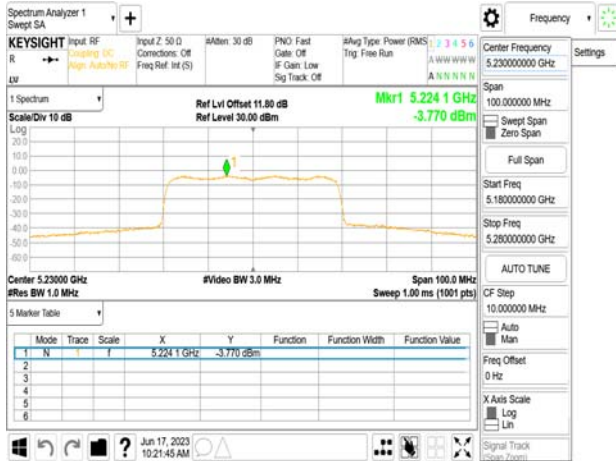 Spectrum Analyzer 1
Swept SA
+
Frequency
KEYSIGHT
Input: RF
Coupling: DC
Align: Auto/No RF
Input Z: 50 Ω
Corrections: Off
Freq Ref: Int (S)
#Atten: 30 dB
PNO: Fast
Gate: Off
IF Gain: Low
Sig Track: Off
#Avg Type: Power (RMS
Trig: Free Run
1 2 3 4 5 6
A W W W W W
A N N N N N
R
LXI
Center Frequency
5.230000000 GHz
Settings
Span
100.000000 MHz
Swept Span
Zero Span
Full Span
Start Freq
5.180000000 GHz
Stop Freq
5.280000000 GHz
AUTO TUNE
CF Step
10.000000 MHz
Auto
Man
Freq Offset
0 Hz
X Axis Scale
Log
Lin
Signal Track
(Span Zoom)
1 Spectrum
Scale/Div 10 dB
Ref Lvl Offset 11.80 dB
Ref Level 30.00 dBm
Mkr1 5.224 1 GHz
-3.770 dBm
Log
20.0
10.0
0.00
-10.0
-20.0
-30.0
-40.0
-50.0
-60.0
1
Center 5.23000 GHz
#Res BW 1.0 MHz
#Video BW 3.0 MHz
Span 100.0 MHz
Sweep 1.00 ms (1001 pts)
5 Marker Table
Mode Trace Scale X Y Function Function Width Function Value
1 N 1 f 5.224 1 GHz -3.770 dBm
2
3
4
5
6
?
Jun 17, 2023
10:21:45 AM